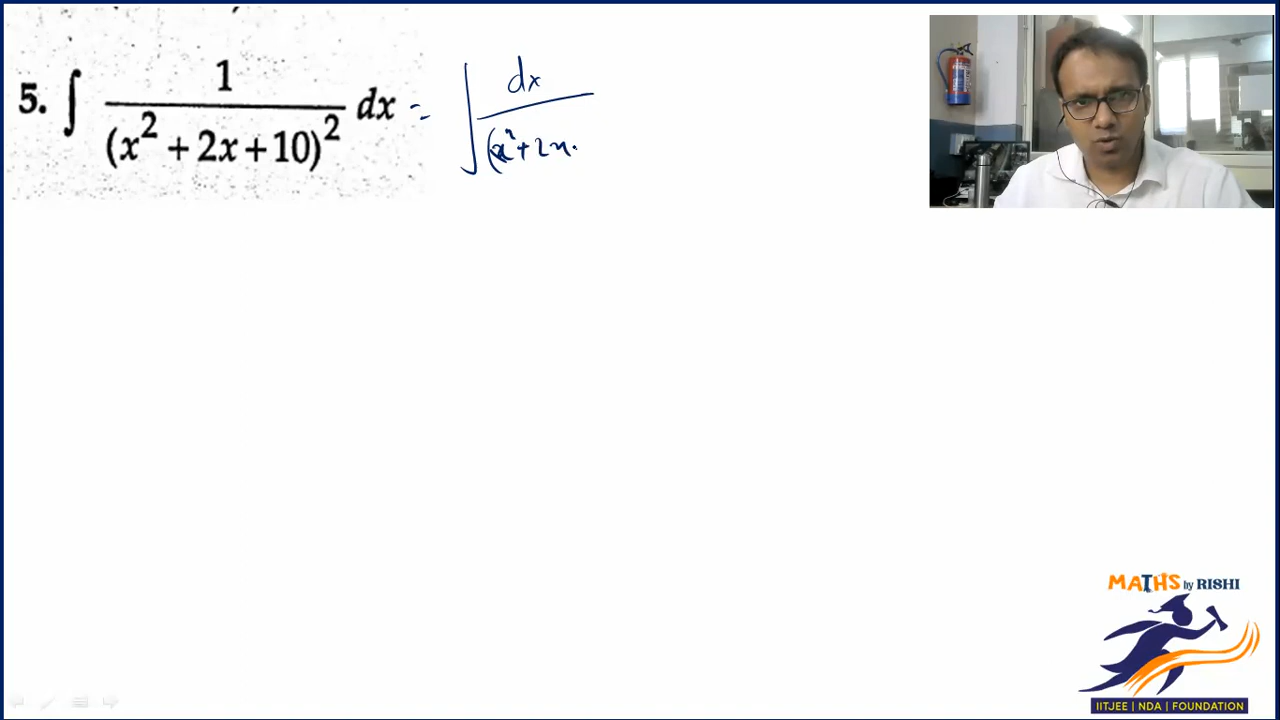 5. ∫ 1 / (x² + 2x + 10)² dx = ∫ dx / (x² + 2x
MATHS by RISHI
IITJEE | NDA | FOUNDATION